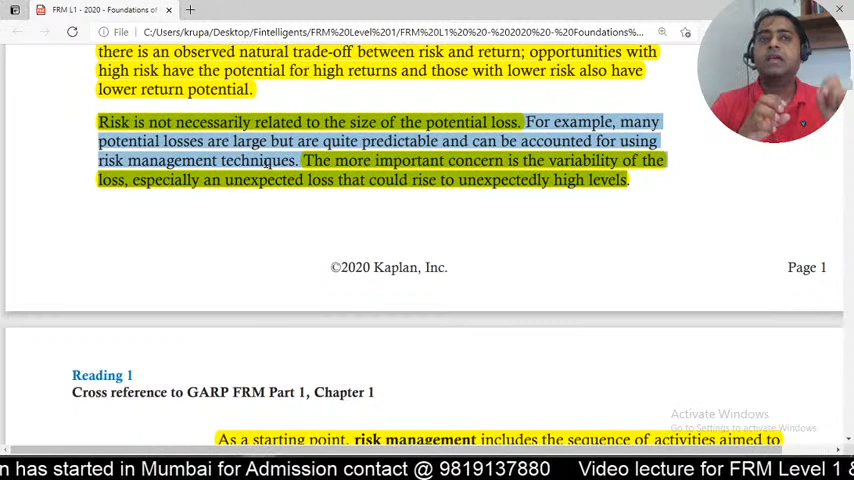 FRM L1 - 2020 - Foundations of
File
C:/Users/krupa/Desktop/Fintelligents/FRM%20Level%201/FRM%20L1%20%20-%202020%20-%20Foundations%...
there is an observed natural trade-off between risk and return; opportunities with
high risk have the potential for high returns and those with lower risk also have
lower return potential.
Risk is not necessarily related to the size of the potential loss. For example, many
potential losses are large but are quite predictable and can be accounted for using
risk management techniques. The more important concern is the variability of the
loss, especially an unexpected loss that could rise to unexpectedly high levels.
©2020 Kaplan, Inc.
Page 1
Reading 1
Cross reference to GARP FRM Part 1, Chapter 1
Activate Windows
Go to Settings to activate Windows.
As a starting point, risk management includes the sequence of activities aimed to
n has started in Mumbai for Admission contact @ 9819137880 Video lecture for FRM Level 1 &